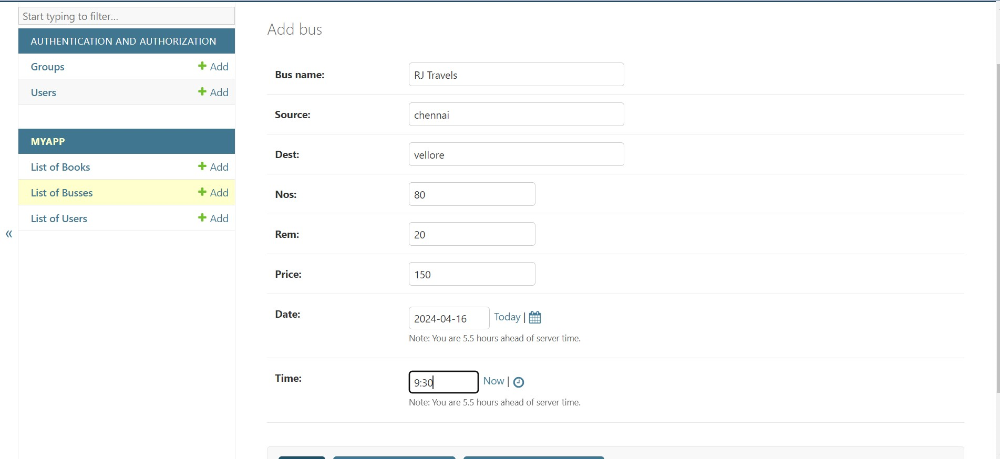 Start typing to filter...
AUTHENTICATION AND AUTHORIZATION
Groups + Add
Users + Add
MYAPP
List of Books + Add
List of Busses + Add
List of Users + Add
«
Add bus
Bus name: RJ Travels
Source: chennai
Dest: vellore
Nos: 80
Rem: 20
Price: 150
Date: 2024-04-16 Today |
Note: You are 5.5 hours ahead of server time.
Time: 9:30 Now |
Note: You are 5.5 hours ahead of server time.